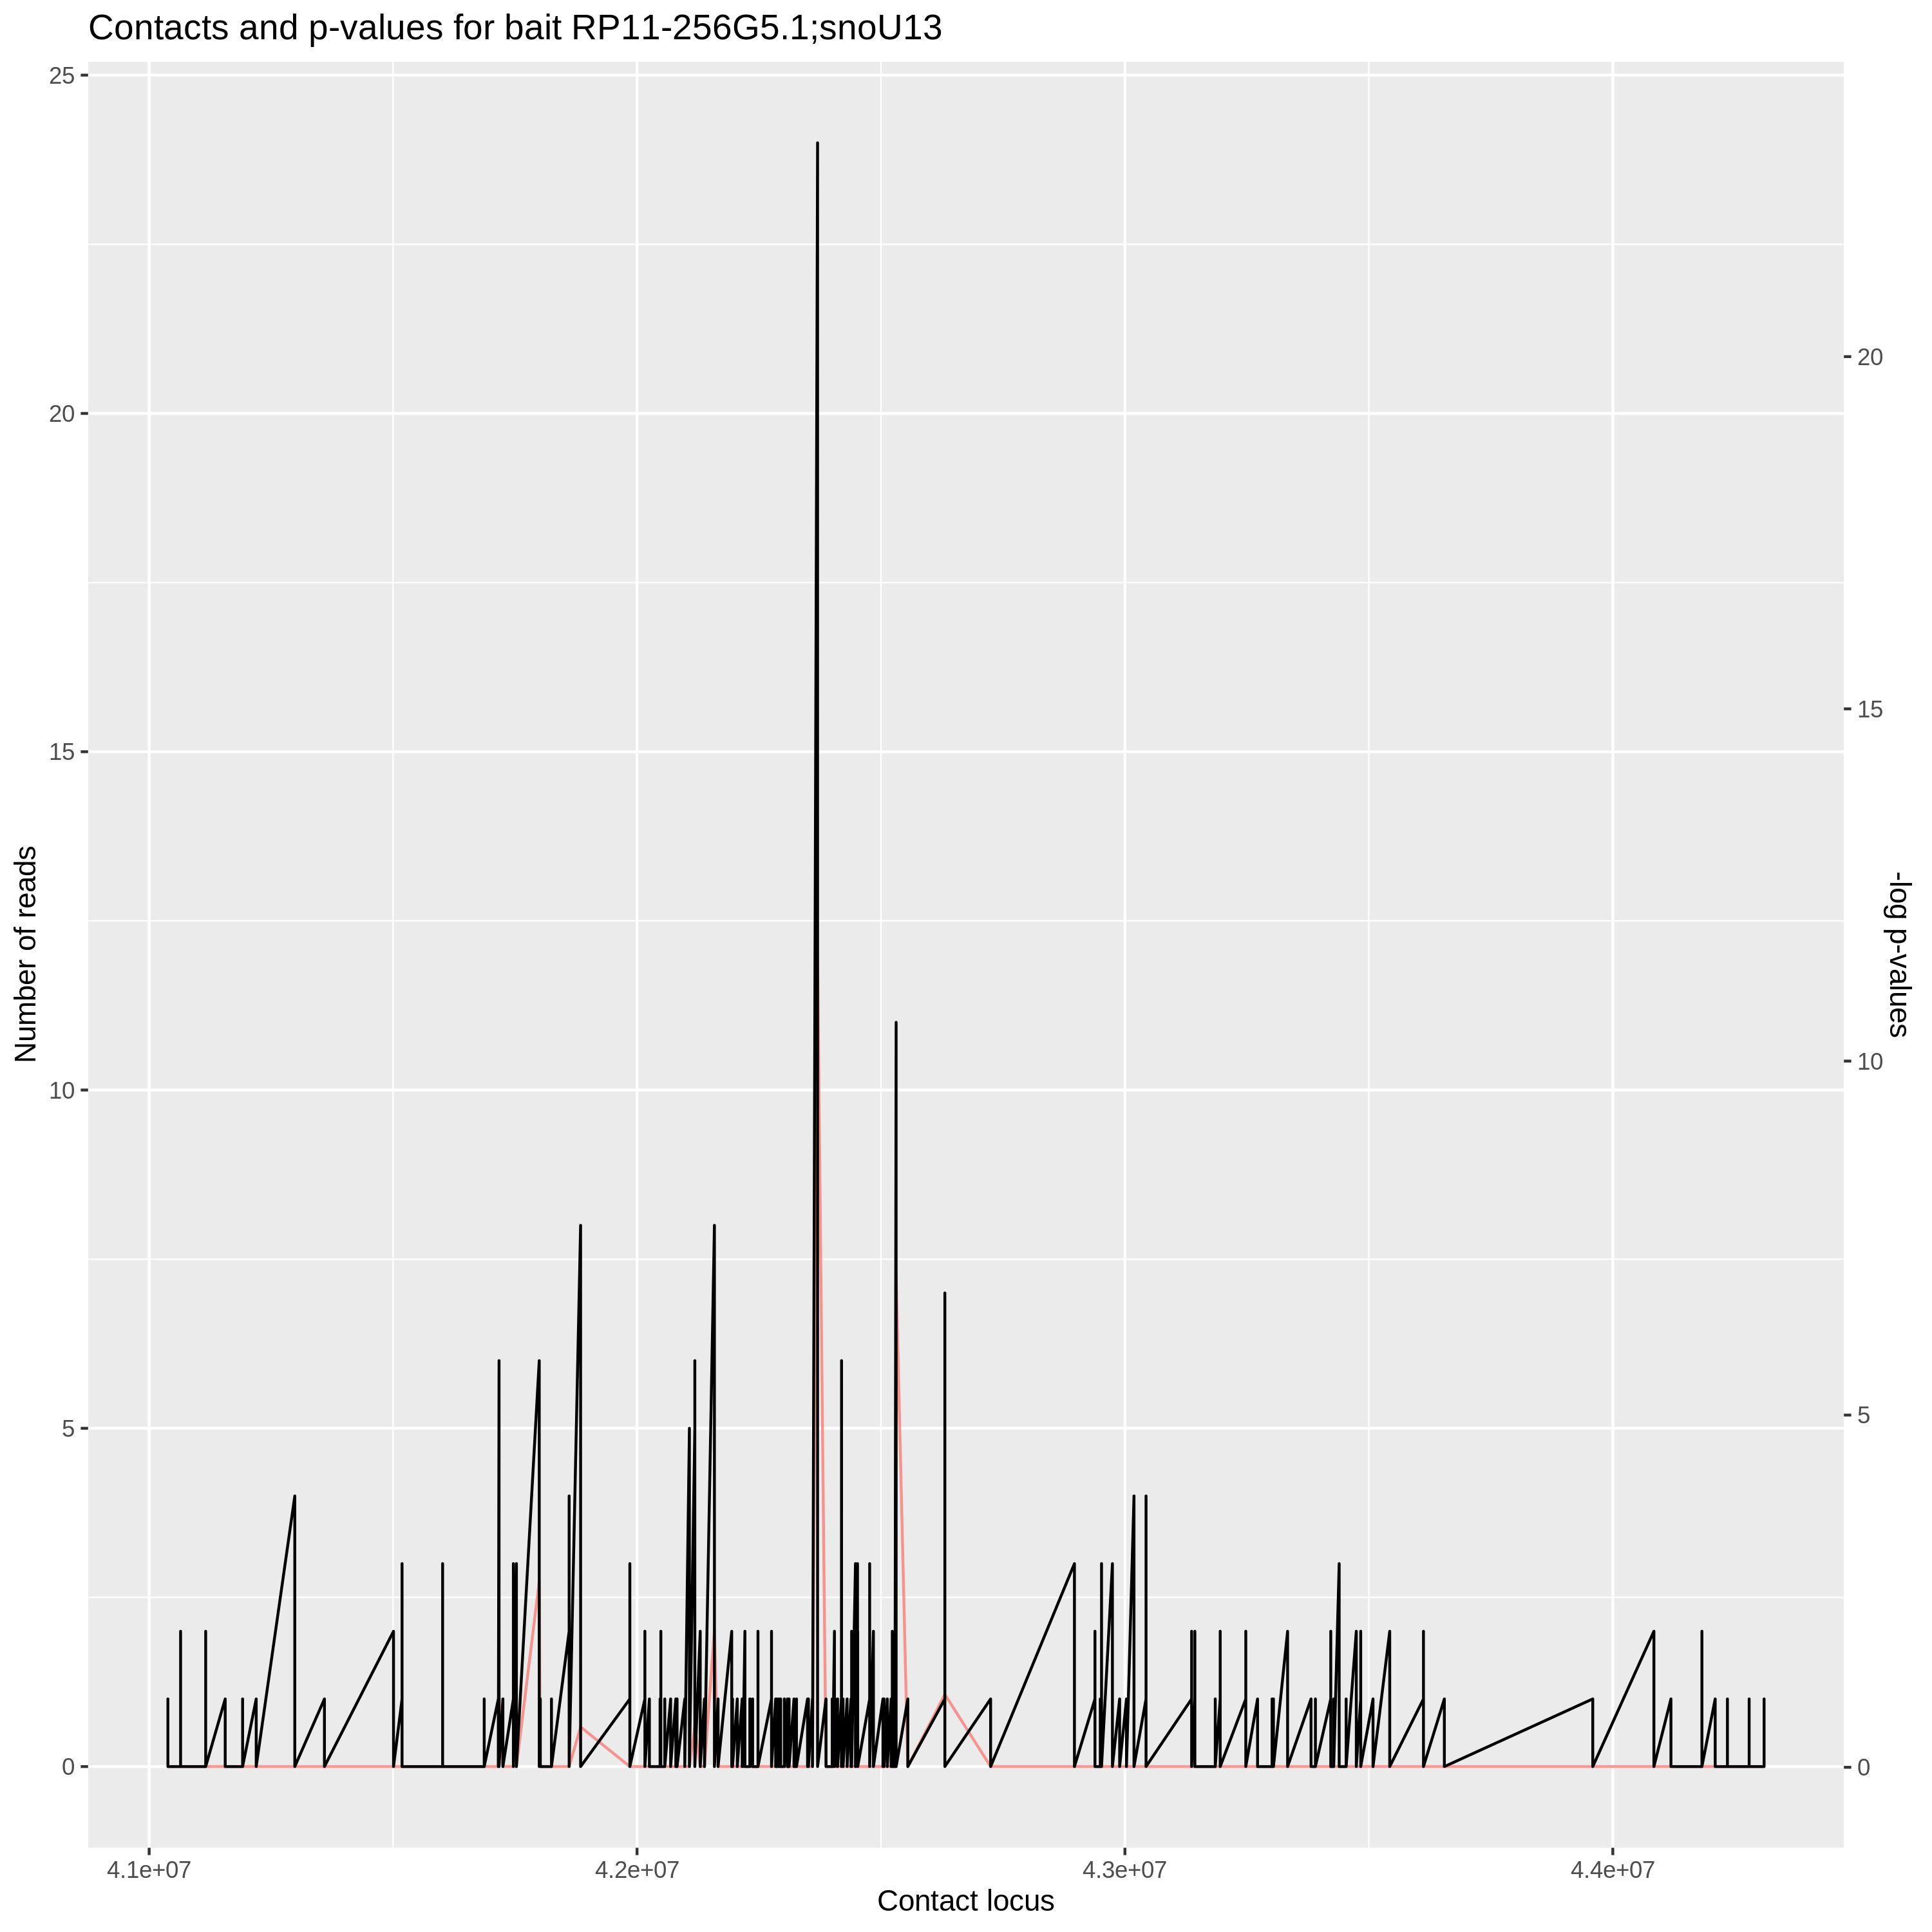 Contacts and p-values for bait RP11-256G5.1;snoU13
25
20
15
10
5
0
Number of reads
20
15
10
5
0
-log p-values
4.1e+07 4.2e+07 4.3e+07 4.4e+07
Contact locus